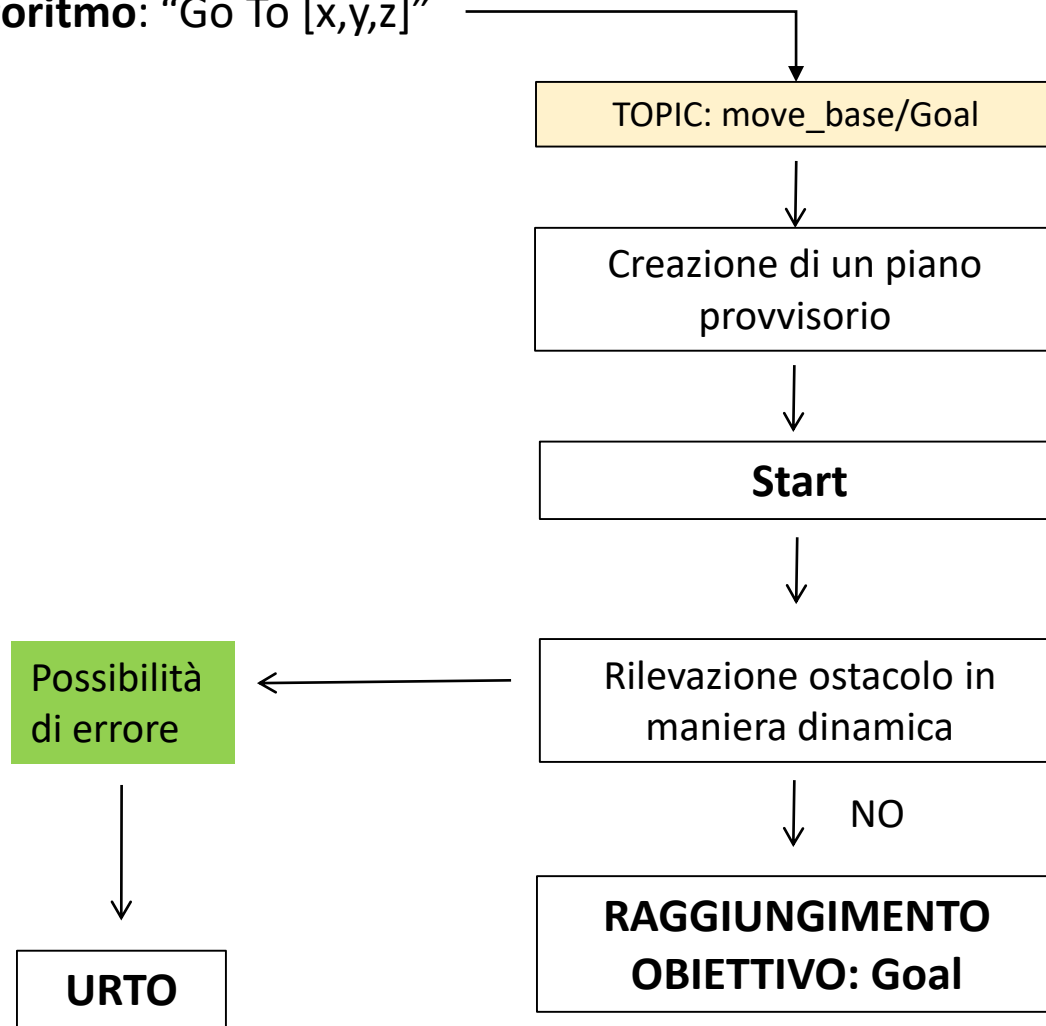 oritmo: “Go To [x,y,z]”
TOPIC: move_base/Goal
Creazione di un piano
provvisorio
Start
Possibilità
di errore
Rilevazione ostacolo in
maniera dinamica
NO
URTO
RAGGIUNGIMENTO
OBIETTIVO: Goal